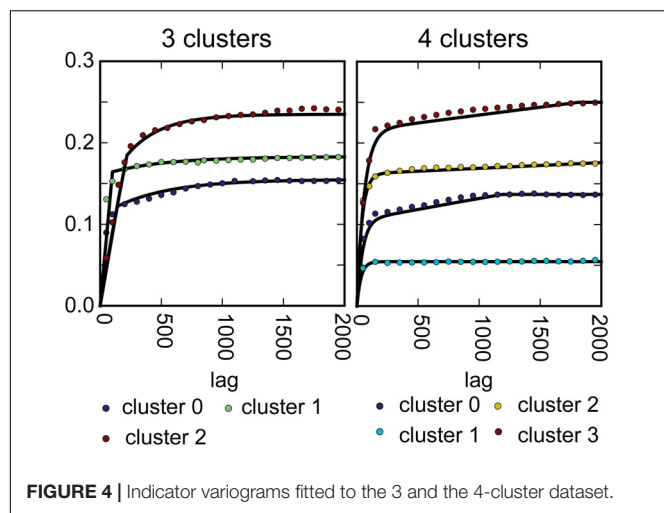 3 clusters
4 clusters
0.3
0.2
0.1
0.0
0 500 1000 1500 2000
0 500 1000 1500 2000
lag
lag
cluster 0 cluster 1
cluster 2
cluster 0 cluster 2
cluster 1 cluster 3
FIGURE 4 | Indicator variograms fitted to the 3 and the 4-cluster dataset.